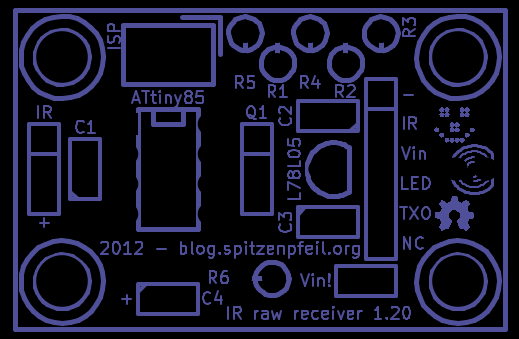 ISP
R3
R5
R1
R4
R2
ATtiny85
IR
C1
Q1
C2
L78L05
C3
−
IR
Vin
LED
TX0
NC
+
2012 − blog.spitzenpfeil.org
R6
Vin!
+
C4
IR raw receiver 1.20